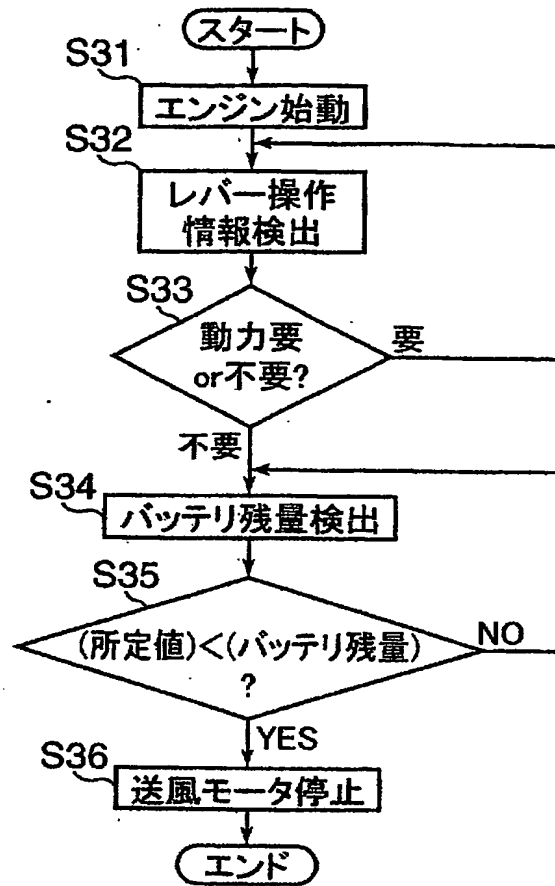 スタート
S31
エンジン始動
S32
レバー操作
情報検出
S33
動力要
or不要?
要
不要
S34
バッテリ残量検出
S35
(所定値)<(バッテリ残量)
?
NO
YES
S36
送風モータ停止
エンド